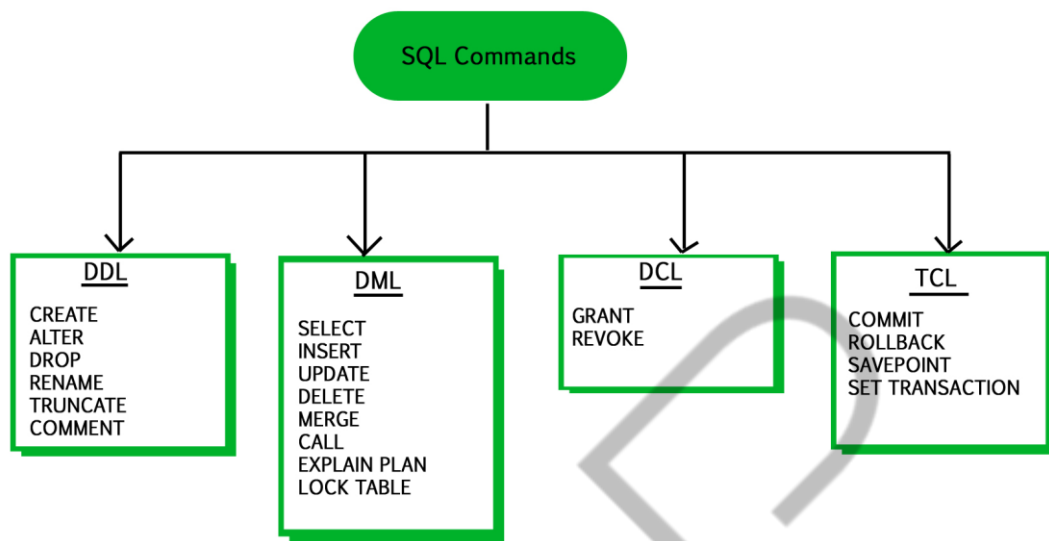 SQL Commands
DDL
CREATE
ALTER
DROP
RENAME
TRUNCATE
COMMENT
DML
SELECT
INSERT
UPDATE
DELETE
MERGE
CALL
EXPLAIN PLAN
LOCK TABLE
DCL
GRANT
REVOKE
TCL
COMMIT
ROLLBACK
SAVEPOINT
SET TRANSACTION